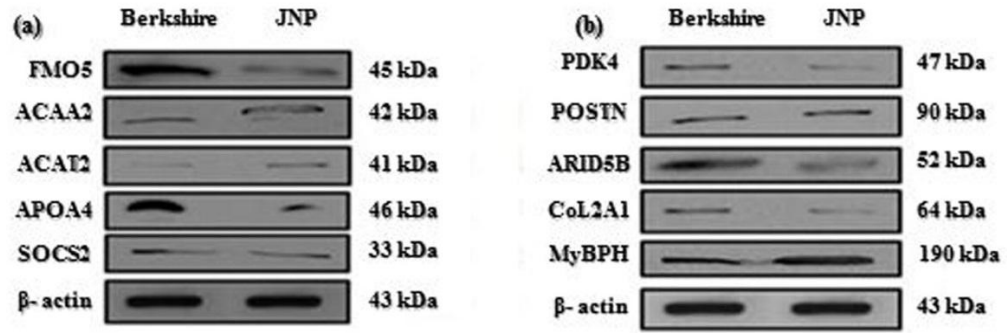 (a) Berkshire JNP
FMO5 45 kDa
ACAA2 42 kDa
ACAT2 41 kDa
APOA4 46 kDa
SOCS2 33 kDa
β- actin 43 kDa
(b) Berkshire JNP
PDK4 47 kDa
POSTN 90 kDa
ARID5B 52 kDa
CoL2A1 64 kDa
MyBPH 190 kDa
β- actin 43 kDa